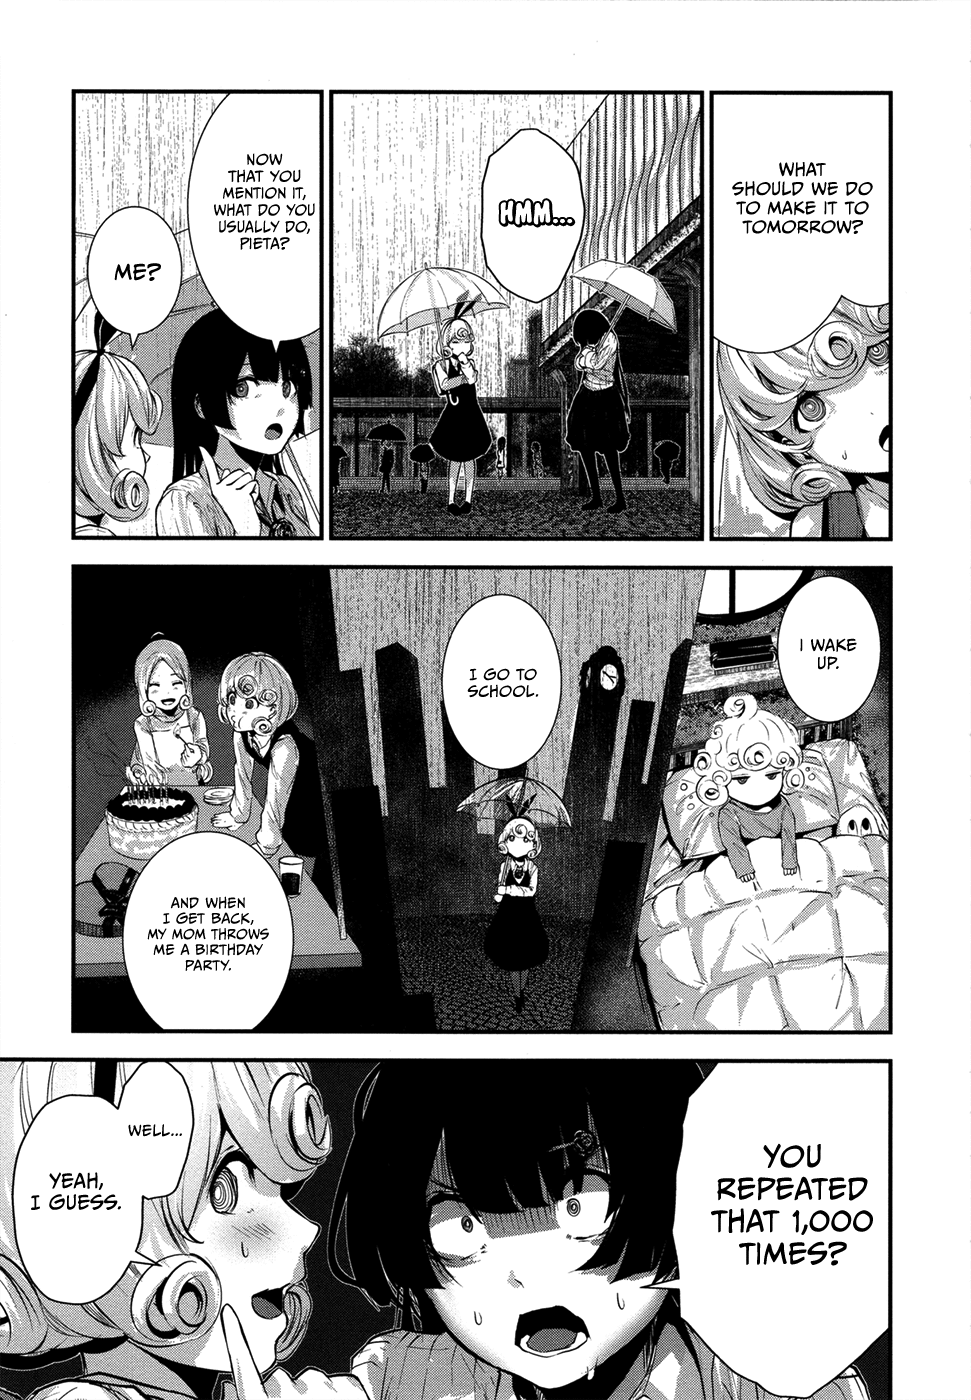 WHAT
SHOULD WE DO
TO MAKE IT TO
TOMORROW?
HMM...
NOW
THAT YOU
MENTION IT,
WHAT DO YOU
USUALLY DO,
PIETA?
ME?
I WAKE
UP.
I GO TO
SCHOOL.
AND WHEN
I GET BACK,
MY MOM THROWS
ME A BIRTHDAY
PARTY.
YOU
REPEATED
THAT 1,000
TIMES?
WELL...
YEAH,
I GUESS.